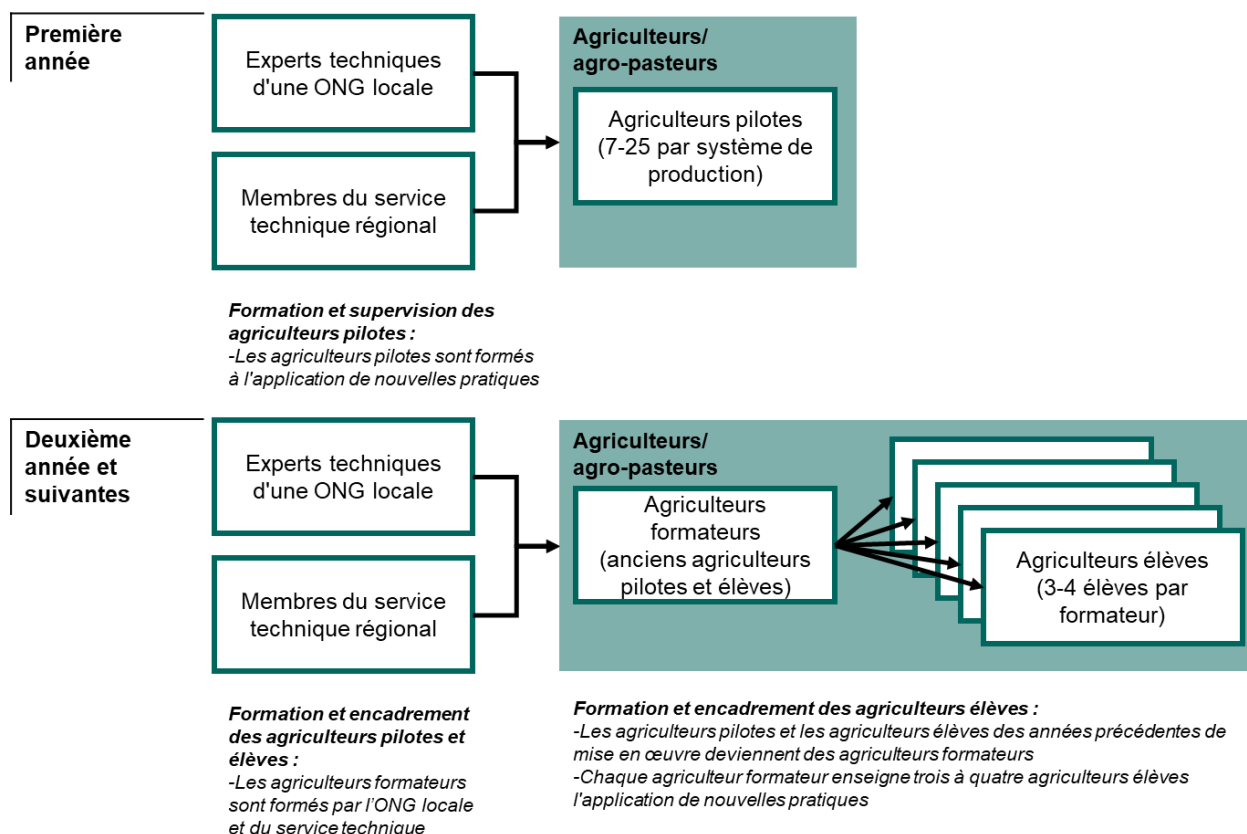 Première
année
Experts techniques
d'une ONG locale
Membres du service
technique régional
Agriculteurs/
agro-pasteurs
Agriculteurs pilotes
(7-25 par système de
production)
Formation et supervision des
agriculteurs pilotes :
-Les agriculteurs pilotes sont formés
à l'application de nouvelles pratiques
Deuxième
année et
suivantes
Experts techniques
d'une ONG locale
Membres du service
technique régional
Agriculteurs/
agro-pasteurs
Agriculteurs
formateurs
(anciens agriculteurs
pilotes et élèves)
Agriculteurs élèves
(3-4 élèves par
formateur)
Formation et encadrement
des agriculteurs pilotes et
élèves :
-Les agriculteurs formateurs
sont formés par l'ONG locale
et du service technique
Formation et encadrement des agriculteurs élèves :
-Les agriculteurs pilotes et les agriculteurs élèves des années précédentes de
mise en œuvre deviennent des agriculteurs formateurs
-Chaque agriculteur formateur enseigne trois à quatre agriculteurs élèves
l'application de nouvelles pratiques